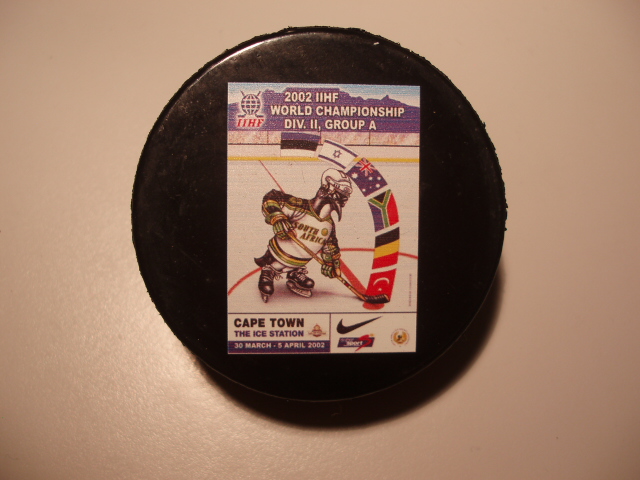 2002 IIHF
WORLD CHAMPIONSHIP
DIV. II, GROUP A
IIHF
SOUTH
AFRICA
CAPE TOWN
THE ICE STATION
30 MARCH - 5 APRIL 2002
Sport